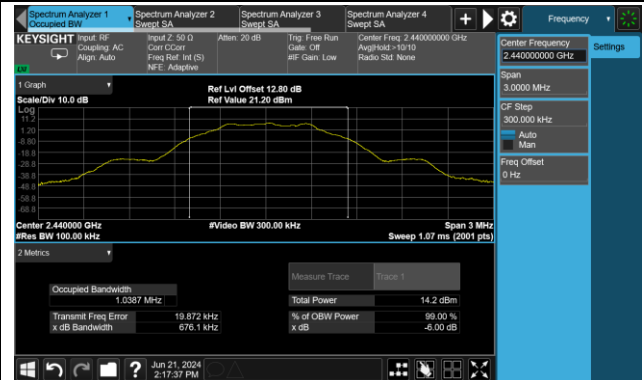 Spectrum Analyzer 1
Occupied BW
Spectrum Analyzer 2
Swept SA
Spectrum Analyzer 3
Swept SA
Spectrum Analyzer 4
Swept SA
Frequency
KEYSIGHT
Input: RF
Coupling: AC
Align: Auto
Input Z: 50 Ω
Corr CCorr
Freq Ref: Int (S)
NFE: Adaptive
Atten: 20 dB
Trig: Free Run
Gate: Off
#IF Gain: Low
Center Freq: 2.440000000 GHz
Avg|Hold:>10/10
Radio Std: None
Center Frequency
2.440000000 GHz
Settings
Span
3.0000 MHz
CF Step
300.000 kHz
Auto
Man
Freq Offset
0 Hz
1 Graph
Scale/Div 10.0 dB
Ref Lvl Offset 12.80 dB
Ref Value 21.20 dBm
Log
11.2
1.20
-8.80
-18.8
-28.8
-38.8
-48.8
-58.8
-68.8
Center 2.440000 GHz
#Res BW 100.00 kHz
#Video BW 300.00 kHz
Span 3 MHz
Sweep 1.07 ms (2001 pts)
2 Metrics
Measure Trace
Trace 1
Occupied Bandwidth
1.0387 MHz
Total Power
14.2 dBm
Transmit Freq Error
19.872 kHz
% of OBW Power
99.00 %
x dB Bandwidth
676.1 kHz
x dB
-6.00 dB
Jun 21, 2024
2:17:37 PM